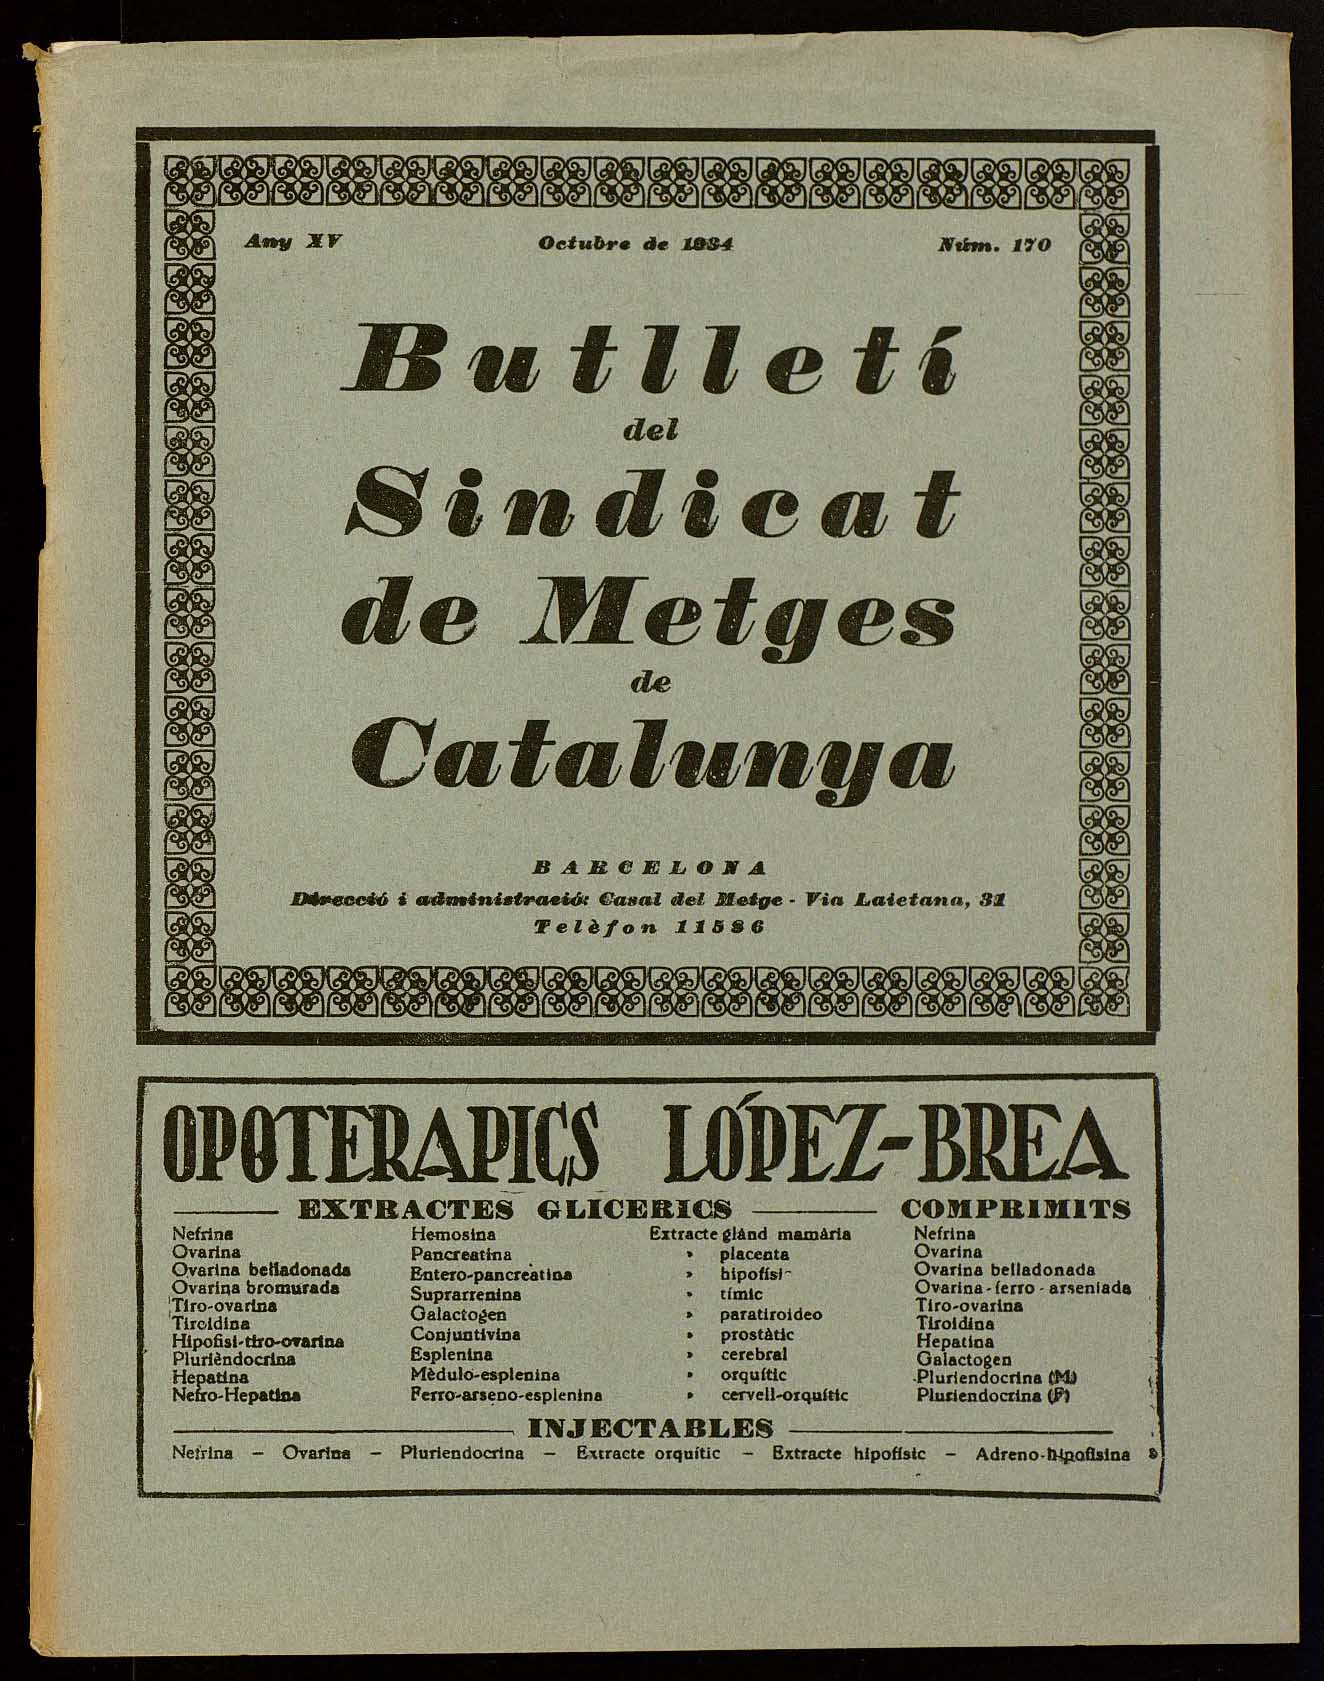 Any XV Octubre de 1934 Núm. 170
Butlletí
del
Sindicat
de Metges
de
Catalunya
BARCELONA
Direcció i administració: Casal del Metge - Via Laietana, 31
Telèfon 11586
OPOTERAPICS LÓPEZ-BREA
EXTRACTES GLICERICS COMPRIMITS
Nefrina Hemosina Extracte glánd mamària Nefrina
Ovarina Pancreatina » placenta Ovarina
Ovarina belladonada Entero-pancreàtina » hipofísi Ovarina belladonada
Ovarina bromurada Suprarrenina » tímic Ovarina-ferro-arseniada
Tiro-ovarina Galactogen » paratiroideo Tiro-ovarina
Tiroidina Conjuntivina » prostàtic Tiroidina
Hipofisi-tiro-ovarina Esplenina » cerebral Hepatina
Plurièndocrina Mèdulo-esplenina » orquític Galactogen
Hepatina Ferro-arseno-esplenina » cervell-orquític Pluriendocrina (M)
Nefro-Hepatina Pluriendocrina (F)
INJECTABLES
Nefrina — Ovarina — Pluriendocrina — Extracte orquític — Extracte hipofisic — Adreno-hipofisina